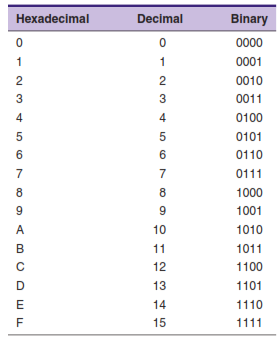 Hexadecimal Decimal Binary
0 0 0000
1 1 0001
2 2 0010
3 3 0011
4 4 0100
5 5 0101
6 6 0110
7 7 0111
8 8 1000
9 9 1001
A 10 1010
B 11 1011
C 12 1100
D 13 1101
E 14 1110
F 15 1111